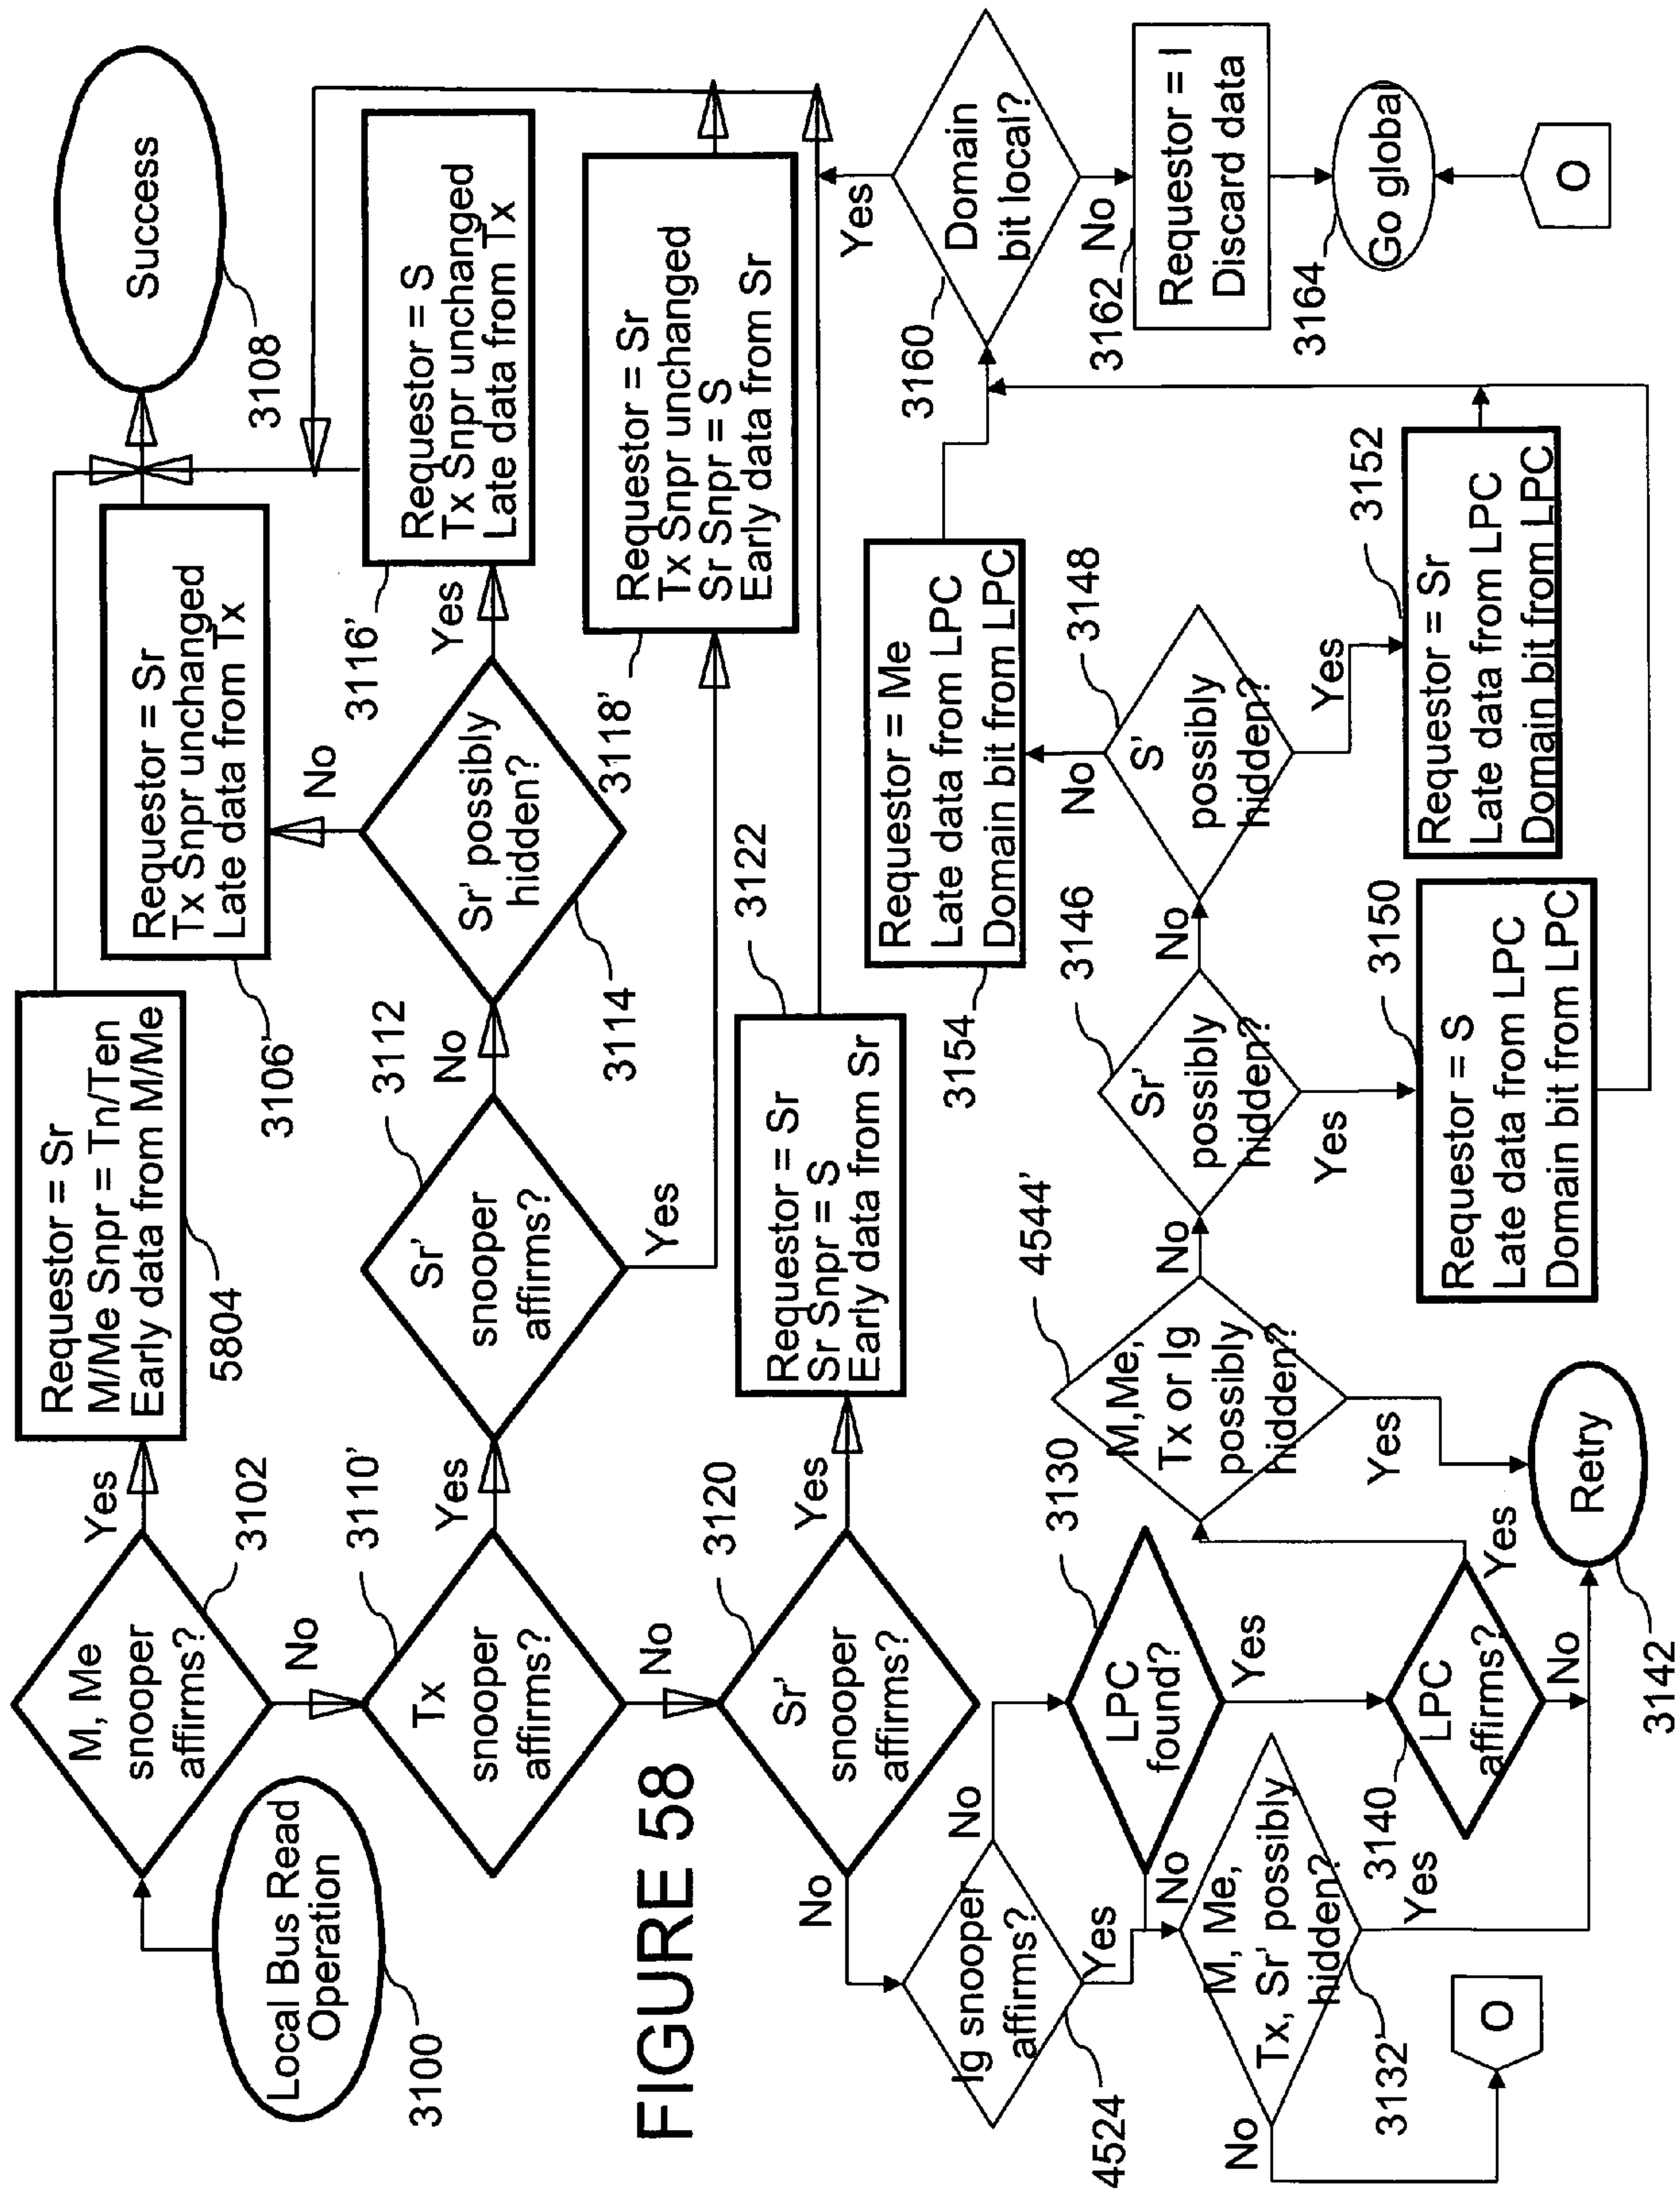 Local Bus Read
Operation
3100
M, Me
snooper
affirms?
3102
Yes
No
Requestor = Sr
M/Me Snpr = Tn/Ten
Early data from M/Me
5804
Requestor = Sr
Tx Snpr unchanged
Late data from Tx
3106'
Success
3108
Tx
snooper
affirms?
3110'
Yes
No
Sr'
snooper
affirms?
3112
No
Yes
Sr' possibly
hidden?
3114
No
Yes
Requestor = S
Tx Snpr unchanged
Late data from Tx
3116'
Requestor = Sr
Tx Snpr unchanged
Sr Snpr = S
Early data from Sr
3118'
FIGURE 58
Sr'
snooper
affirms?
3120
Yes
No
Requestor = Sr
Sr Snpr = S
Early data from Sr
3122
Ig snooper
affirms?
4524
No
Yes
LPC
found?
3130
No
Yes
M, Me,
Tx, Sr' possibly
hidden?
3132'
No
Yes
O
LPC
affirms?
3140
Yes
No
Retry
3142
M,Me,
Tx or Ig
possibly
hidden?
4544'
No
Yes
Sr'
possibly
hidden?
3146
No
Yes
S'
possibly
hidden?
3148
No
Yes
Requestor = S
Late data from LPC
Domain bit from LPC
3150
Requestor = Sr
Late data from LPC
Domain bit from LPC
3152
Requestor = Me
Late data from LPC
Domain bit from LPC
3154
Domain
bit local?
3160
Yes
No
Requestor = I
Discard data
3162
Go global
3164
O